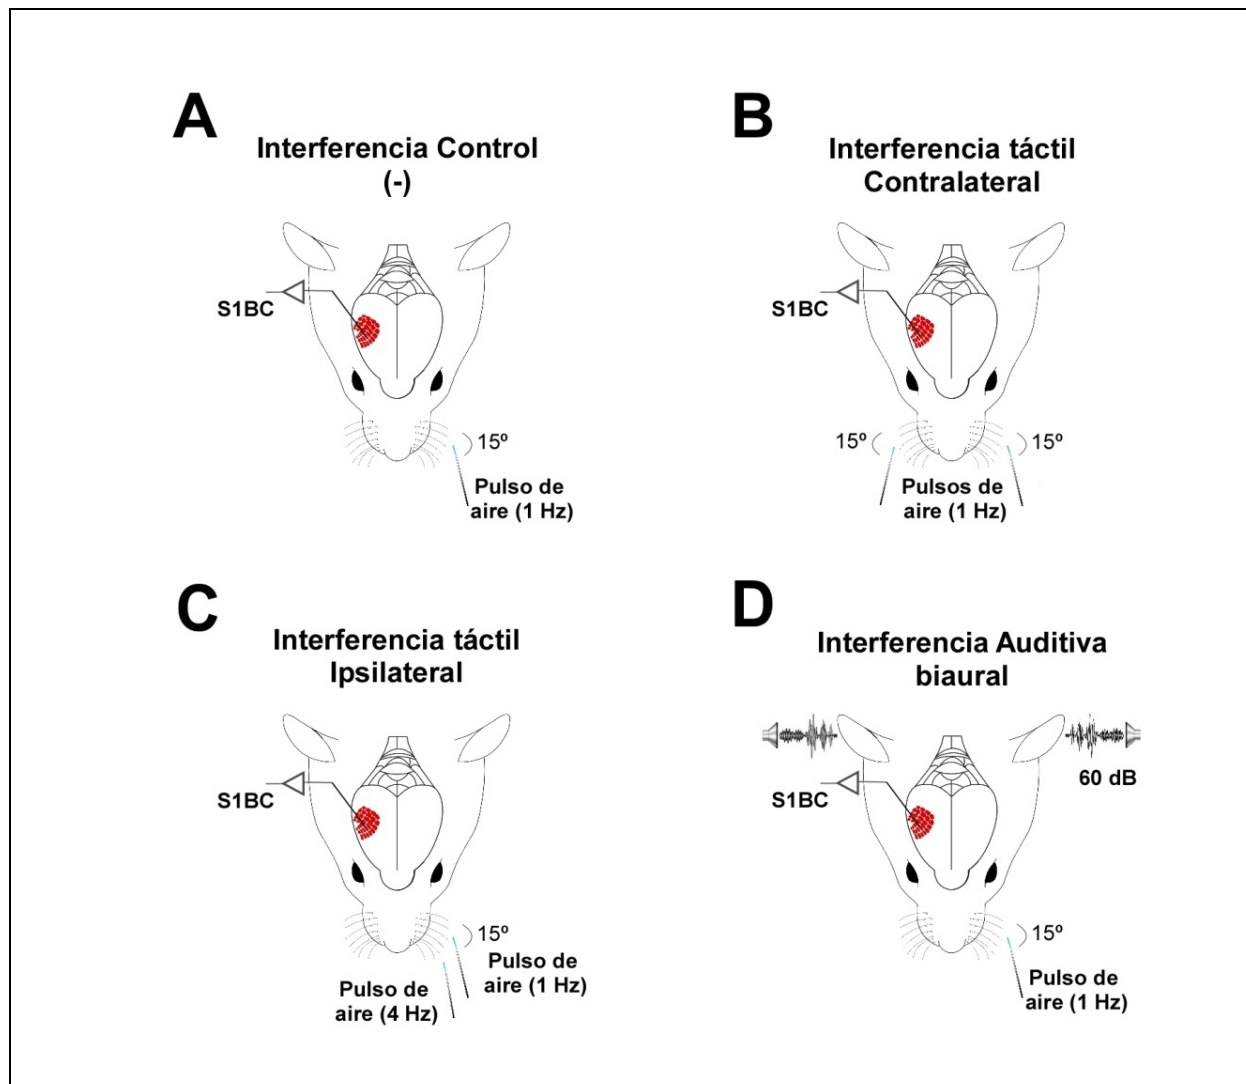 A
Interferencia Control
(-)
S1BC
15º
Pulso de
aire (1 Hz)
B
Interferencia táctil
Contralateral
S1BC
15º
15º
Pulsos de
aire (1 Hz)
C
Interferencia táctil
Ipsilateral
S1BC
15º
Pulso de
aire (1 Hz)
Pulso de
aire (4 Hz)
D
Interferencia Auditiva
biaural
60 dB
S1BC
15º
Pulso de
aire (1 Hz)